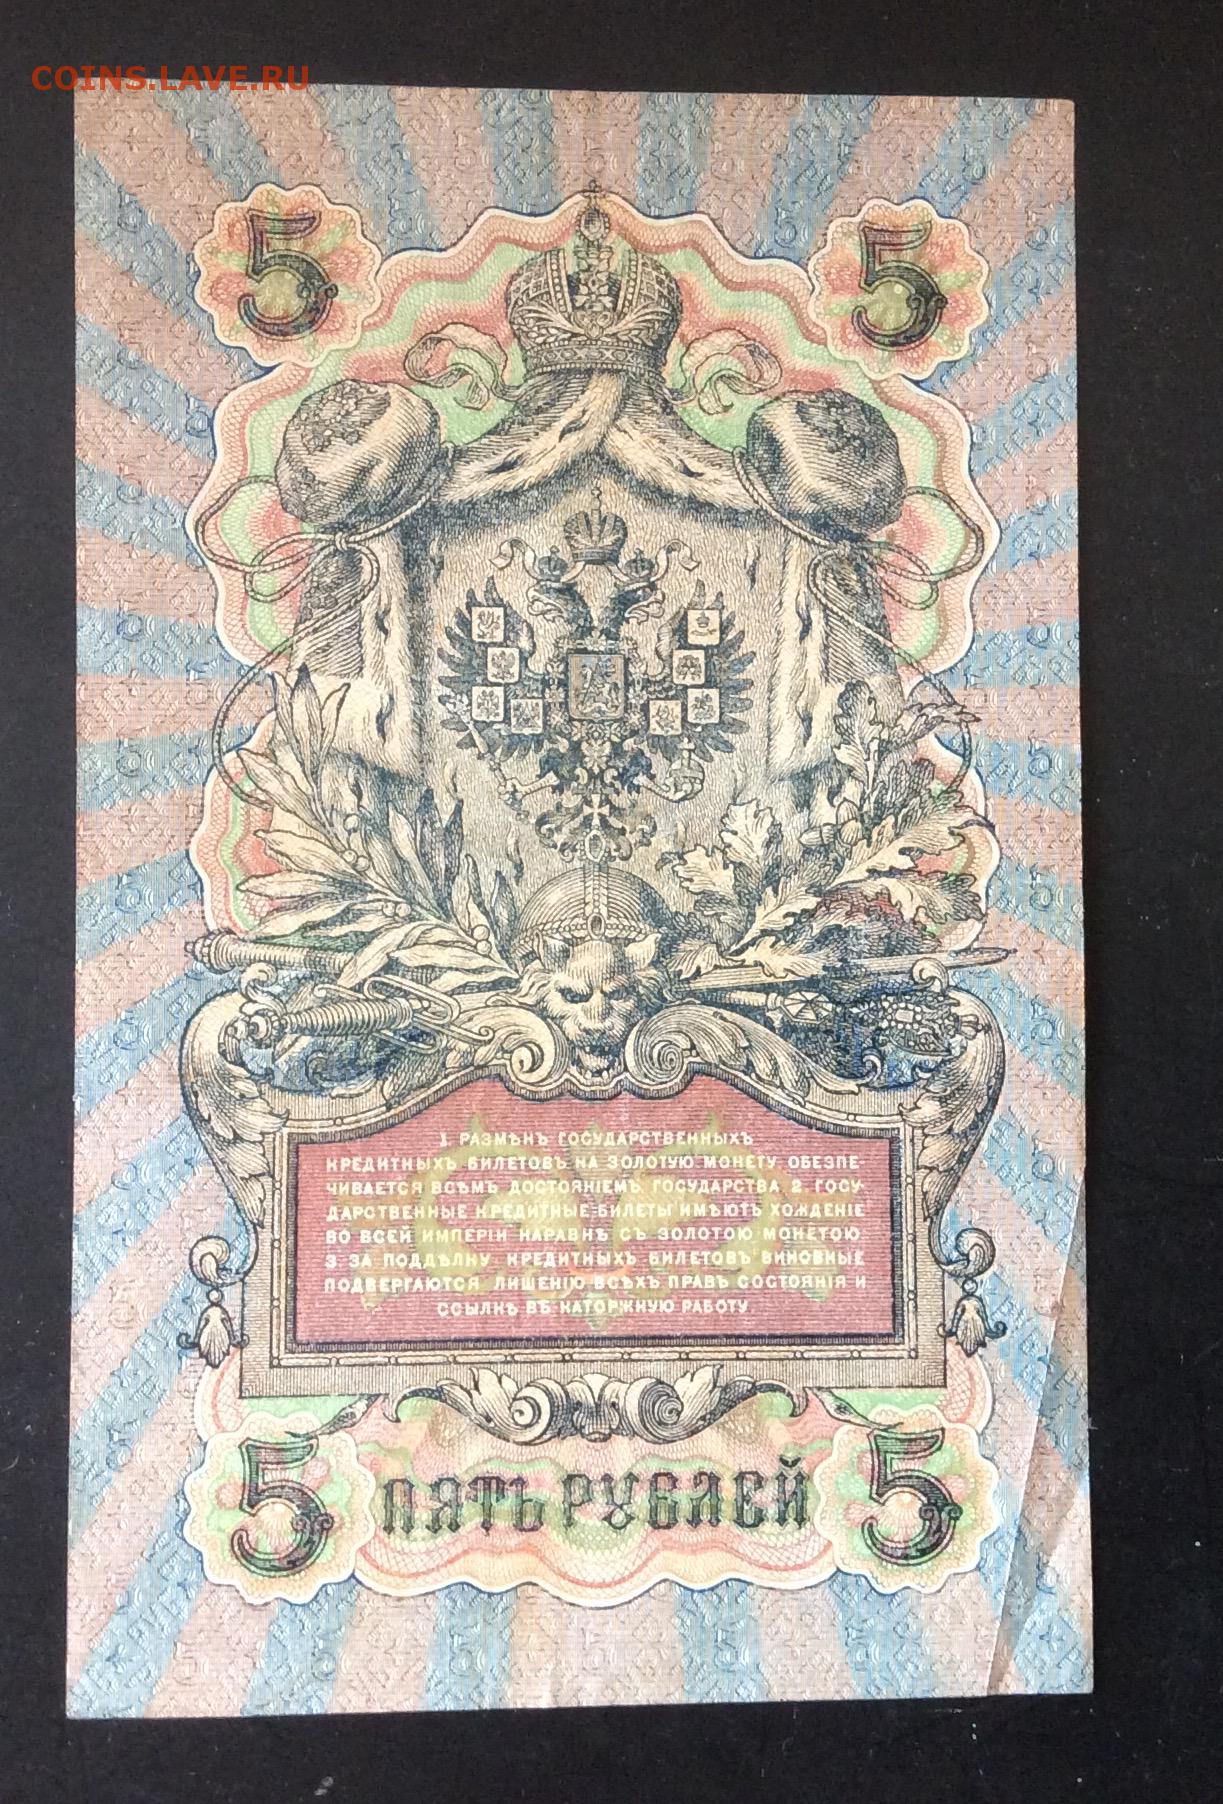 COINS.LAVE.RU
5 5
1. РАЗМѢНЪ ГОСУДАРСТВЕННЫХЪ
КРЕДИТНЫХЪ БИЛЕТОВЪ НА ЗОЛОТУЮ МОНЕТУ ОБЕЗПЕ-
ЧИВАЕТСЯ ВСѢМЪ ДОСТОЯНІЕМЪ ГОСУДАРСТВА. 2. ГОСУ-
ДАРСТВЕННЫЕ КРЕДИТНЫЕ БИЛЕТЫ ИМѢЮТЪ ХОЖДЕНІЕ
ВО ВСЕЙ ИМПЕРІИ НАРАВНѢ СЪ ЗОЛОТОЮ МОНЕТОЮ.
3. ЗА ПОДДѢЛКУ КРЕДИТНЫХЪ БИЛЕТОВЪ ВИНОВНЫЕ
ПОДВЕРГАЮТСЯ ЛИШЕНІЮ ВСѢХЪ ПРАВЪ СОСТОЯНІЯ И
ССЫЛКѢ ВЪ КАТОРЖНУЮ РАБОТУ
5 ПЯТЬ РУБЛЕЙ 5